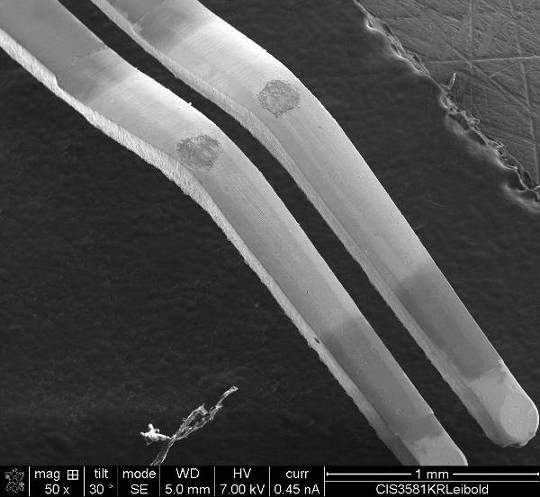 mag tilt mode WD HV curr 1 mm
50 x 30 ° SE 5.0 mm 7.00 kV 0.45 nA CIS3581KRLeibold